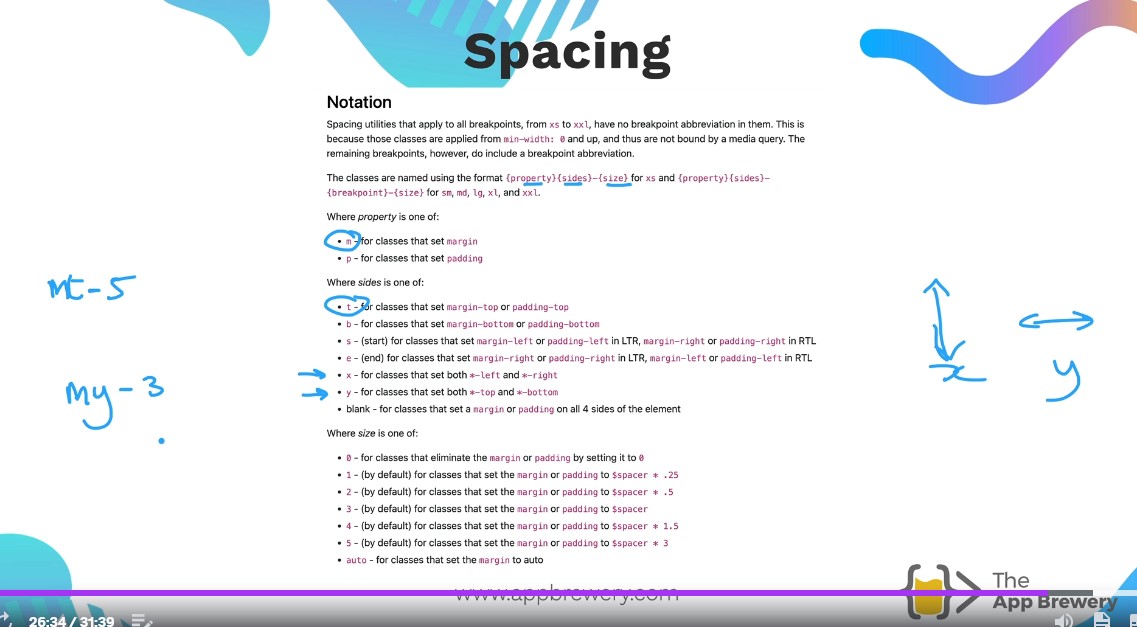 Spacing
Notation
Spacing utilities that apply to all breakpoints, from xs to xxl, have no breakpoint abbreviation in them. This is
because those classes are applied from min-width: 0 and up, and thus are not bound by a media query. The
remaining breakpoints, however, do include a breakpoint abbreviation.
The classes are named using the format {property}{sides}-{size} for xs and {property}{sides}-
{breakpoint}-{size} for sm, md, lg, xl, and xxl.
Where property is one of:
• m - for classes that set margin
• p - for classes that set padding
Where sides is one of:
• t - for classes that set margin-top or padding-top
• b - for classes that set margin-bottom or padding-bottom
• s - (start) for classes that set margin-left or padding-left in LTR, margin-right or padding-right in RTL
• e - (end) for classes that set margin-right or padding-right in LTR, margin-left or padding-left in RTL
• x - for classes that set both *-left and *-right
• y - for classes that set both *-top and *-bottom
• blank - for classes that set a margin or padding on all 4 sides of the element
Where size is one of:
• 0 - for classes that eliminate the margin or padding by setting it to 0
• 1 - (by default) for classes that set the margin or padding to $spacer * .25
• 2 - (by default) for classes that set the margin or padding to $spacer * .5
• 3 - (by default) for classes that set the margin or padding to $spacer
• 4 - (by default) for classes that set the margin or padding to $spacer * 1.5
• 5 - (by default) for classes that set the margin or padding to $spacer * 3
• auto - for classes that set the margin to auto
mt-5
my-3
x
y
www.appbrewery.com
The
App Brewery
26:34 / 31:39